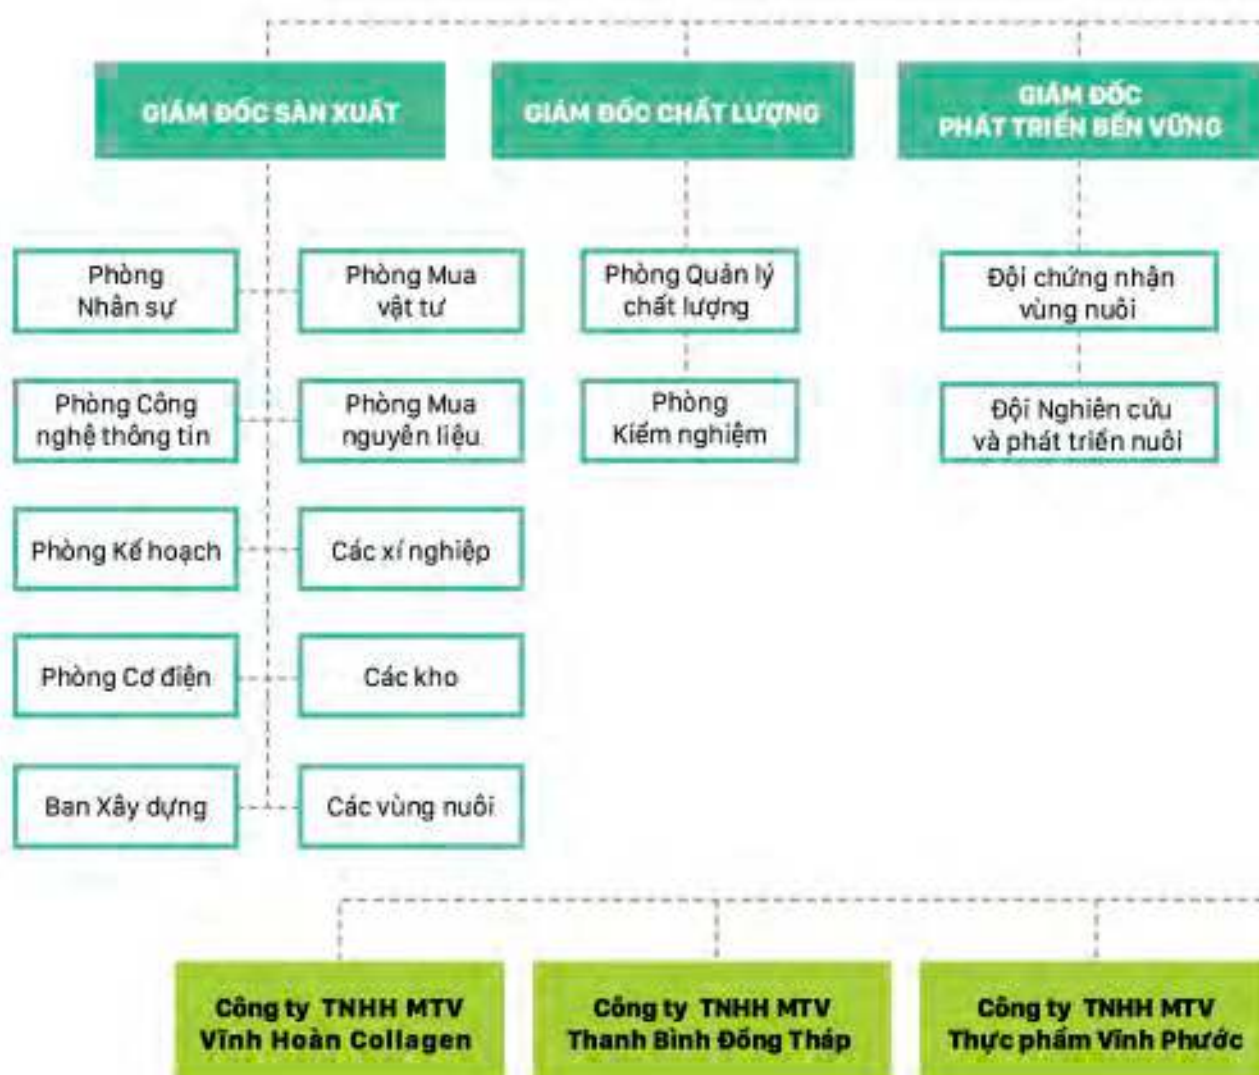 GIÁM ĐỐC SẢN XUẤT
GIÁM ĐỐC CHẤT LƯỢNG
GIÁM ĐỐC
PHÁT TRIỂN BỀN VỮNG
Phòng
Nhân sự
Phòng Mua
vật tư
Phòng Quản lý
chất lượng
Đội chứng nhận
vùng nuôi
Phòng Công
nghệ thông tin
Phòng Mua
nguyên liệu
Phòng
Kiểm nghiệm
Đội Nghiên cứu
và phát triển nuôi
Phòng Kế hoạch
Các xí nghiệp
Phòng Cơ điện
Các kho
Ban Xây dựng
Các vùng nuôi
Công ty TNHH MTV
Vĩnh Hoàn Collagen
Công ty TNHH MTV
Thanh Bình Đồng Tháp
Công ty TNHH MTV
Thực phẩm Vĩnh Phước